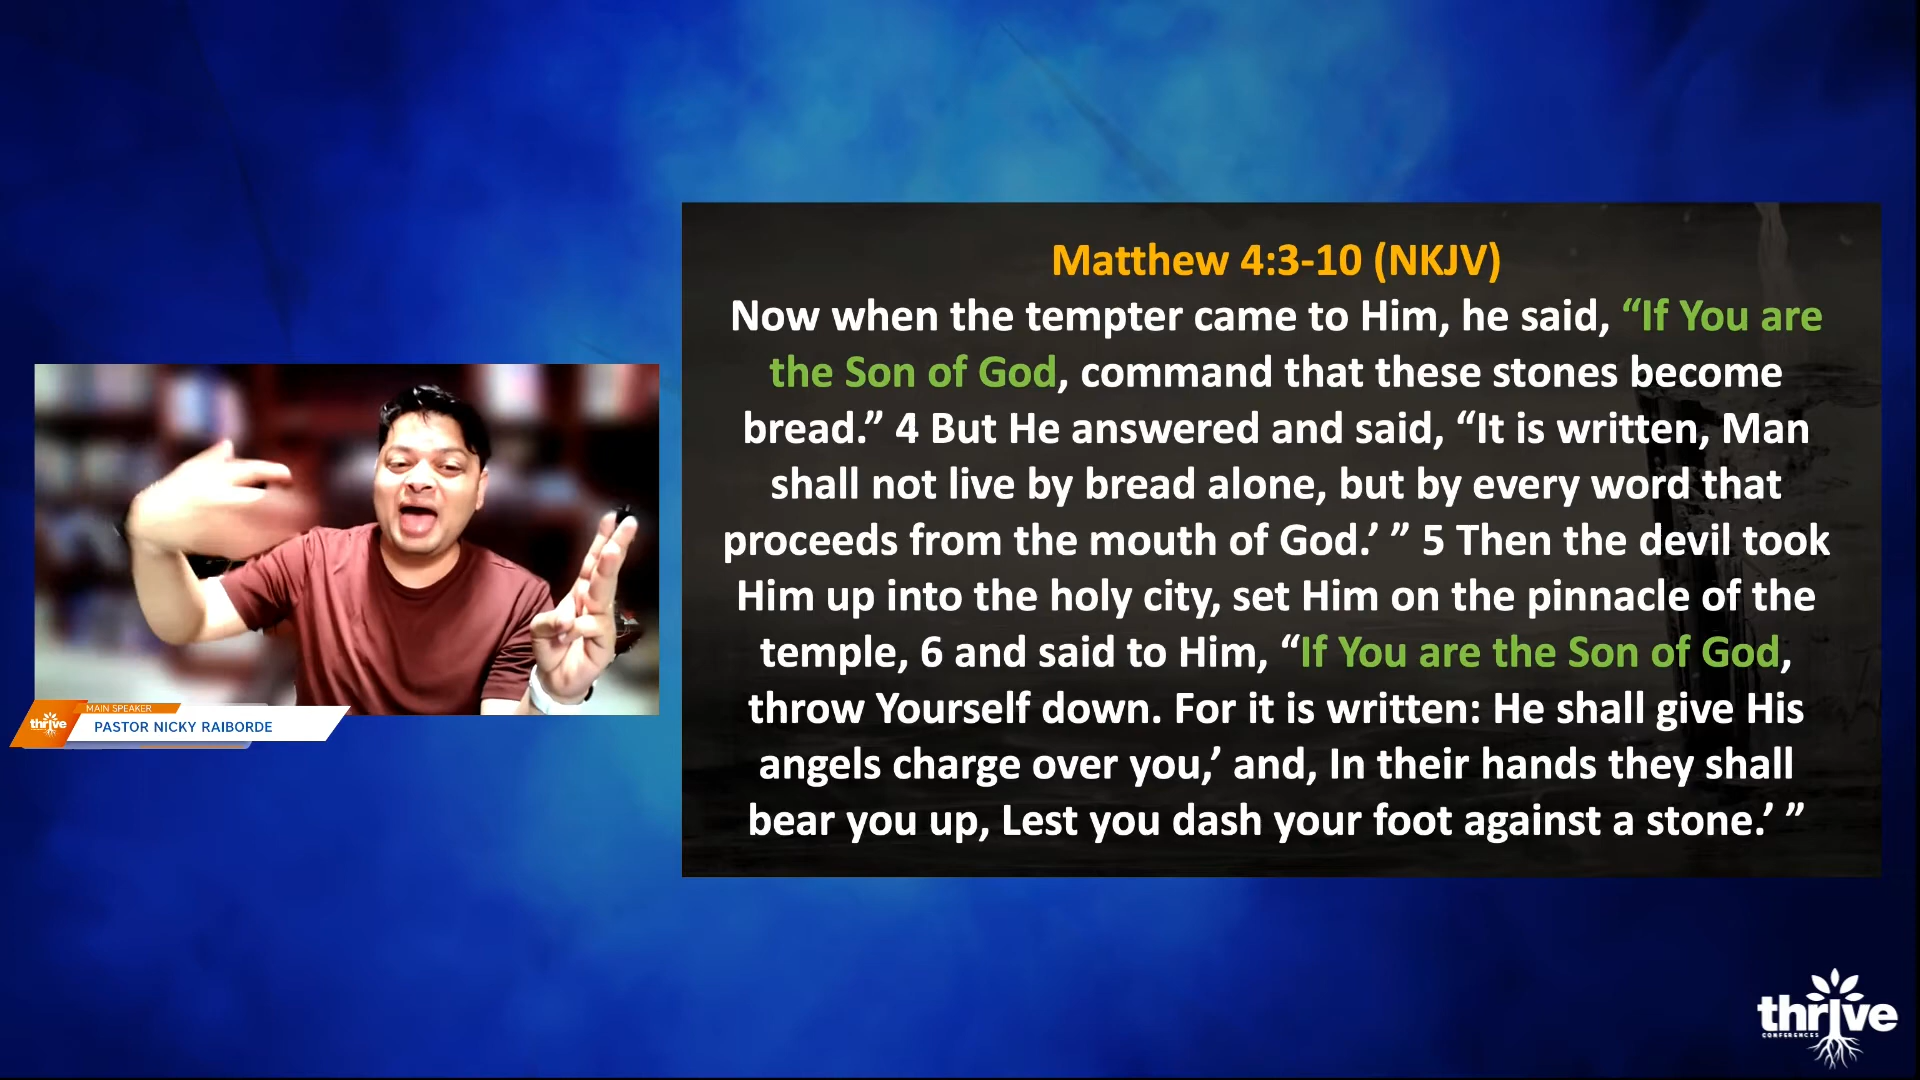 Matthew 4:3-10 (NKJV)
Now when the tempter came to Him, he said, “If You are
the Son of God, command that these stones become
bread.” 4 But He answered and said, “It is written, Man
shall not live by bread alone, but by every word that
proceeds from the mouth of God.’ ” 5 Then the devil took
Him up into the holy city, set Him on the pinnacle of the
temple, 6 and said to Him, “If You are the Son of God,
throw Yourself down. For it is written: He shall give His
angels charge over you,’ and, In their hands they shall
bear you up, Lest you dash your foot against a stone.’ ”
MAIN SPEAKER
thrive
PASTOR NICKY RAIBORDE
thrive
CONFERENCES